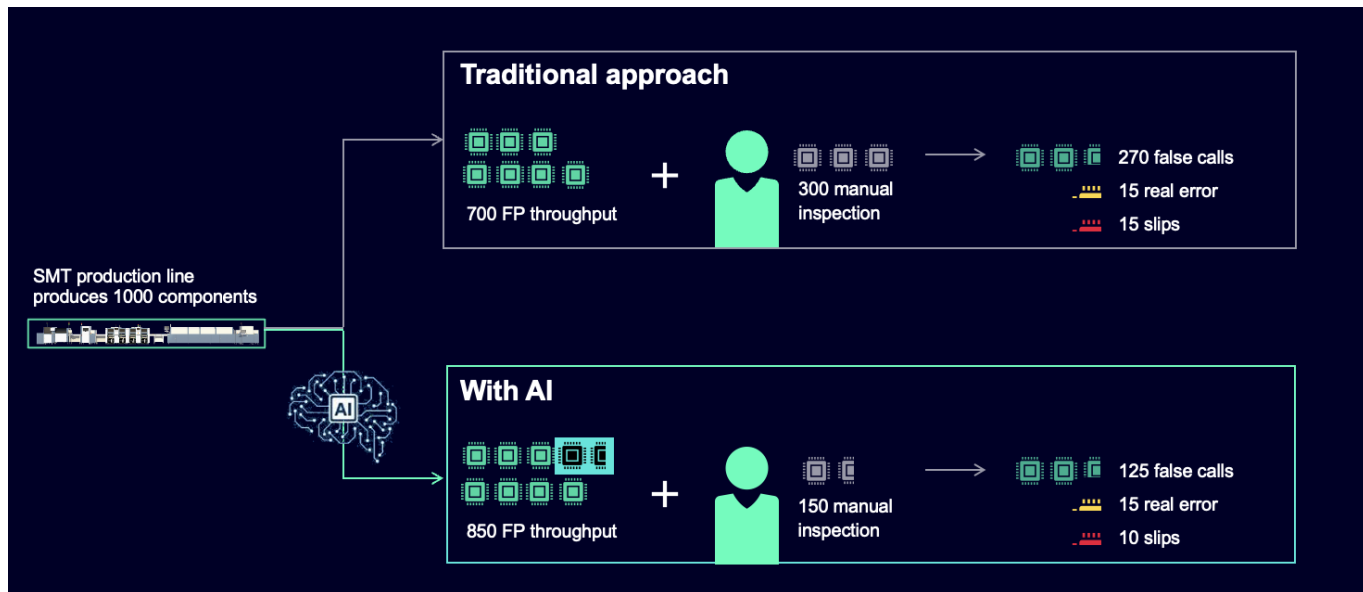 Traditional approach
700 FP throughput
+
300 manual
inspection
270 false calls
15 real error
15 slips
SMT production line
produces 1000 components
AI
With AI
850 FP throughput
+
150 manual
inspection
125 false calls
15 real error
10 slips